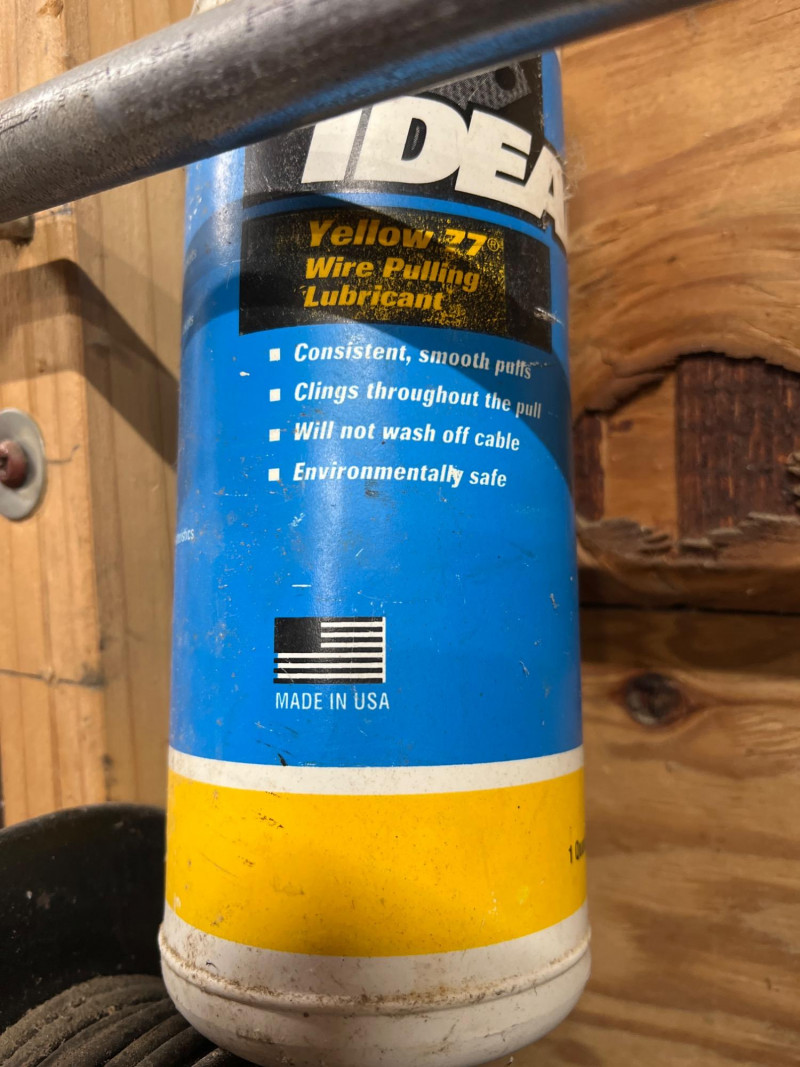 IDEA
Yellow 77®
Wire Pulling
Lubricant
Consistent, smooth pulls
Clings throughout the pull
Will not wash off cable
Environmentally safe
MADE IN USA
1